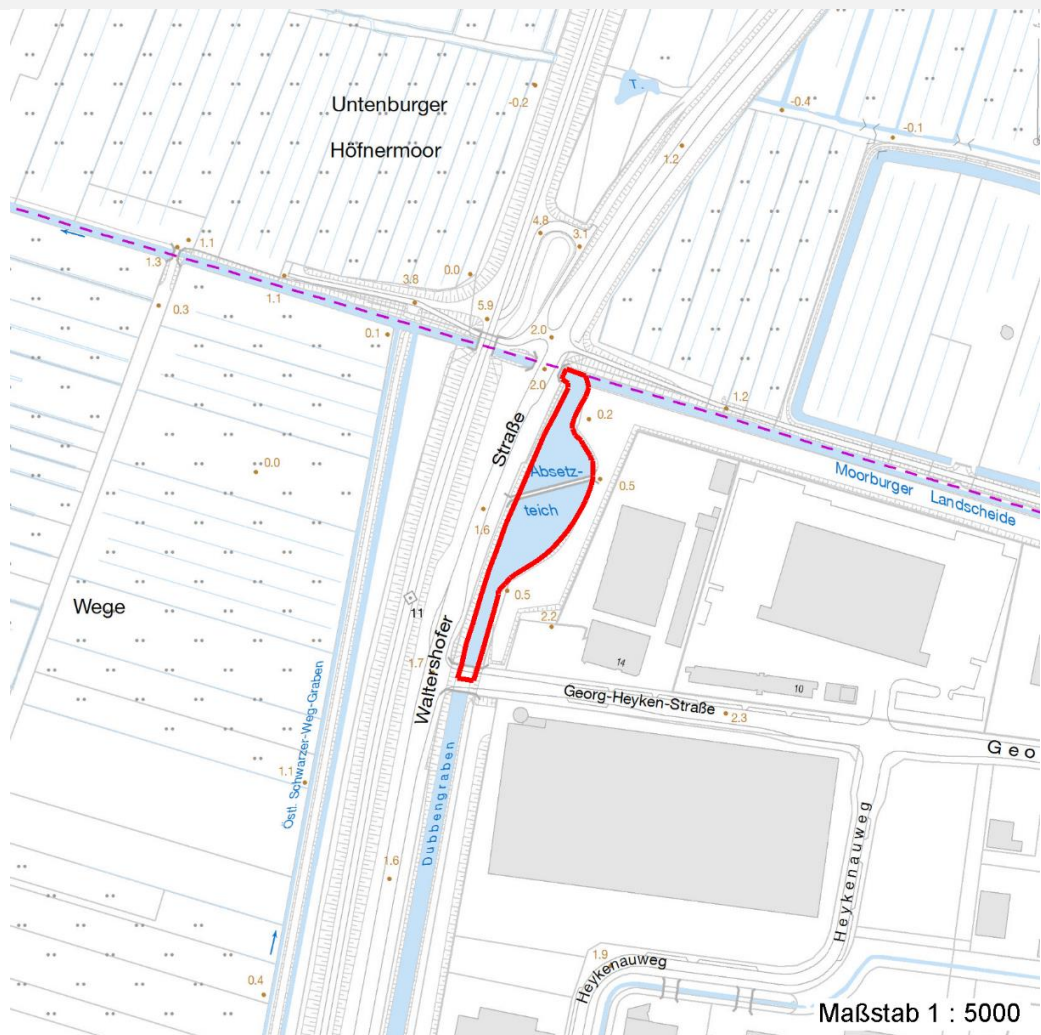 Untenburger
Höfnermoor
T.
-0.2
-0.4
-0.1
1.2
4.8
3.1
1.1
1.3
0.0
3.8
1.1
0.3
5.9
0.1
2.0
2.0
1.2
0.2
Straße
Moorburger Landscheide
0.0
Absetz-
teich
0.5
1.6
Wege
11
0.5
2.2
14
10
1.7
Waltershofer
Georg-Heyken-Straße
2.3
Geo
Östl. Schwarzer-Weg-Graben
1.1
Dubbengraben
Heykenauweg
1.6
1.9
Heykenauweg
0.4
Maßstab 1 : 5000